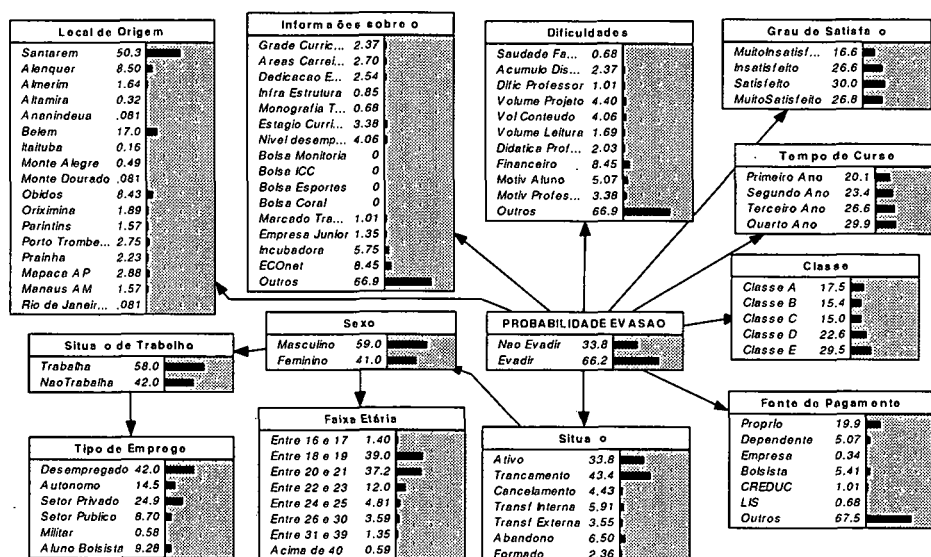 Local de Origem
Santarem 50.3
Alenquer 8.50
Almerim 1.64
Altamira 0.32
Ananindeua .081
Belem 17.0
Itaituba 0.16
Monte Alegre 0.49
Monte Dourado .081
Obidos 8.43
Oriximina 1.89
Parintins 1.57
Porto Trombe... 2.75
Prainha 2.23
Mapaca AP 2.88
Manaus AM 1.57
Rio de Janeir... .081
Informa ões sobre o
Grade Curric... 2.37
Areas Carrei... 2.70
Dedicacao E... 2.54
Infra Estrutura 0.85
Monografia T... 0.68
Estagio Curri... 3.38
Nivel desemp... 4.06
Bolsa Monitoria 0
Bolsa ICC 0
Bolsa Esportes 0
Bolsa Coral 0
Marcado Tra... 1.01
Empresa Junior 1.35
Incubadora 5.75
ECOnet 8.45
Outros 66.9
Dificuldades
Saudade Fa... 0.68
Acumulo Dis... 2.37
Dific Professor 1.01
Volume Projeto 4.40
Vol Conteudo 4.06
Volume Leitura 1.69
Didatica Prof... 2.03
Financeiro 8.45
Motiv Aluno 5.07
Motiv Profes... 3.38
Outros 66.9
Grau de Satisfa o
MuitoInsatisf... 16.6
Insatisfeito 26.6
Satisfeito 30.0
MuitoSatisfeito 26.8
Tempo de Curso
Primeiro Ano 20.1
Segundo Ano 23.4
Terceiro Ano 26.6
Quarto Ano 29.9
Classe
Classe A 17.5
Classe B 15.4
Classe C 15.0
Classe D 22.6
Classe E 29.5
Sexo
Masculino 59.0
Feminino 41.0
PROBABILIDADE EVASAO
Nao Evadir 33.8
Evadir 66.2
Situa o de Trabalho
Trabalha 58.0
NaoTrabalha 42.0
Tipo de Emprego
Desempregado 42.0
Autonomo 14.5
Setor Privado 24.9
Setor Publico 8.70
Militar 0.58
Aluno Bolsista 9.28
Faixa Etária
Entre 16 e 17 1.40
Entre 18 e 19 39.0
Entre 20 e 21 37.2
Entre 22 e 23 12.0
Entre 24 e 25 4.81
Entre 26 e 30 3.59
Entre 31 e 39 1.35
Acima de 40 0.59
Situa o
Ativo 33.8
Trancamento 43.4
Cancelamento 4.43
Transf Interna 5.91
Transf Externa 3.55
Abandono 6.50
Formado 2.36
Fonte de Pagamento
Proprio 19.9
Dependente 5.07
Empresa 0.34
Bolsista 5.41
CREDUC 1.01
LIS 0.68
Outros 67.5